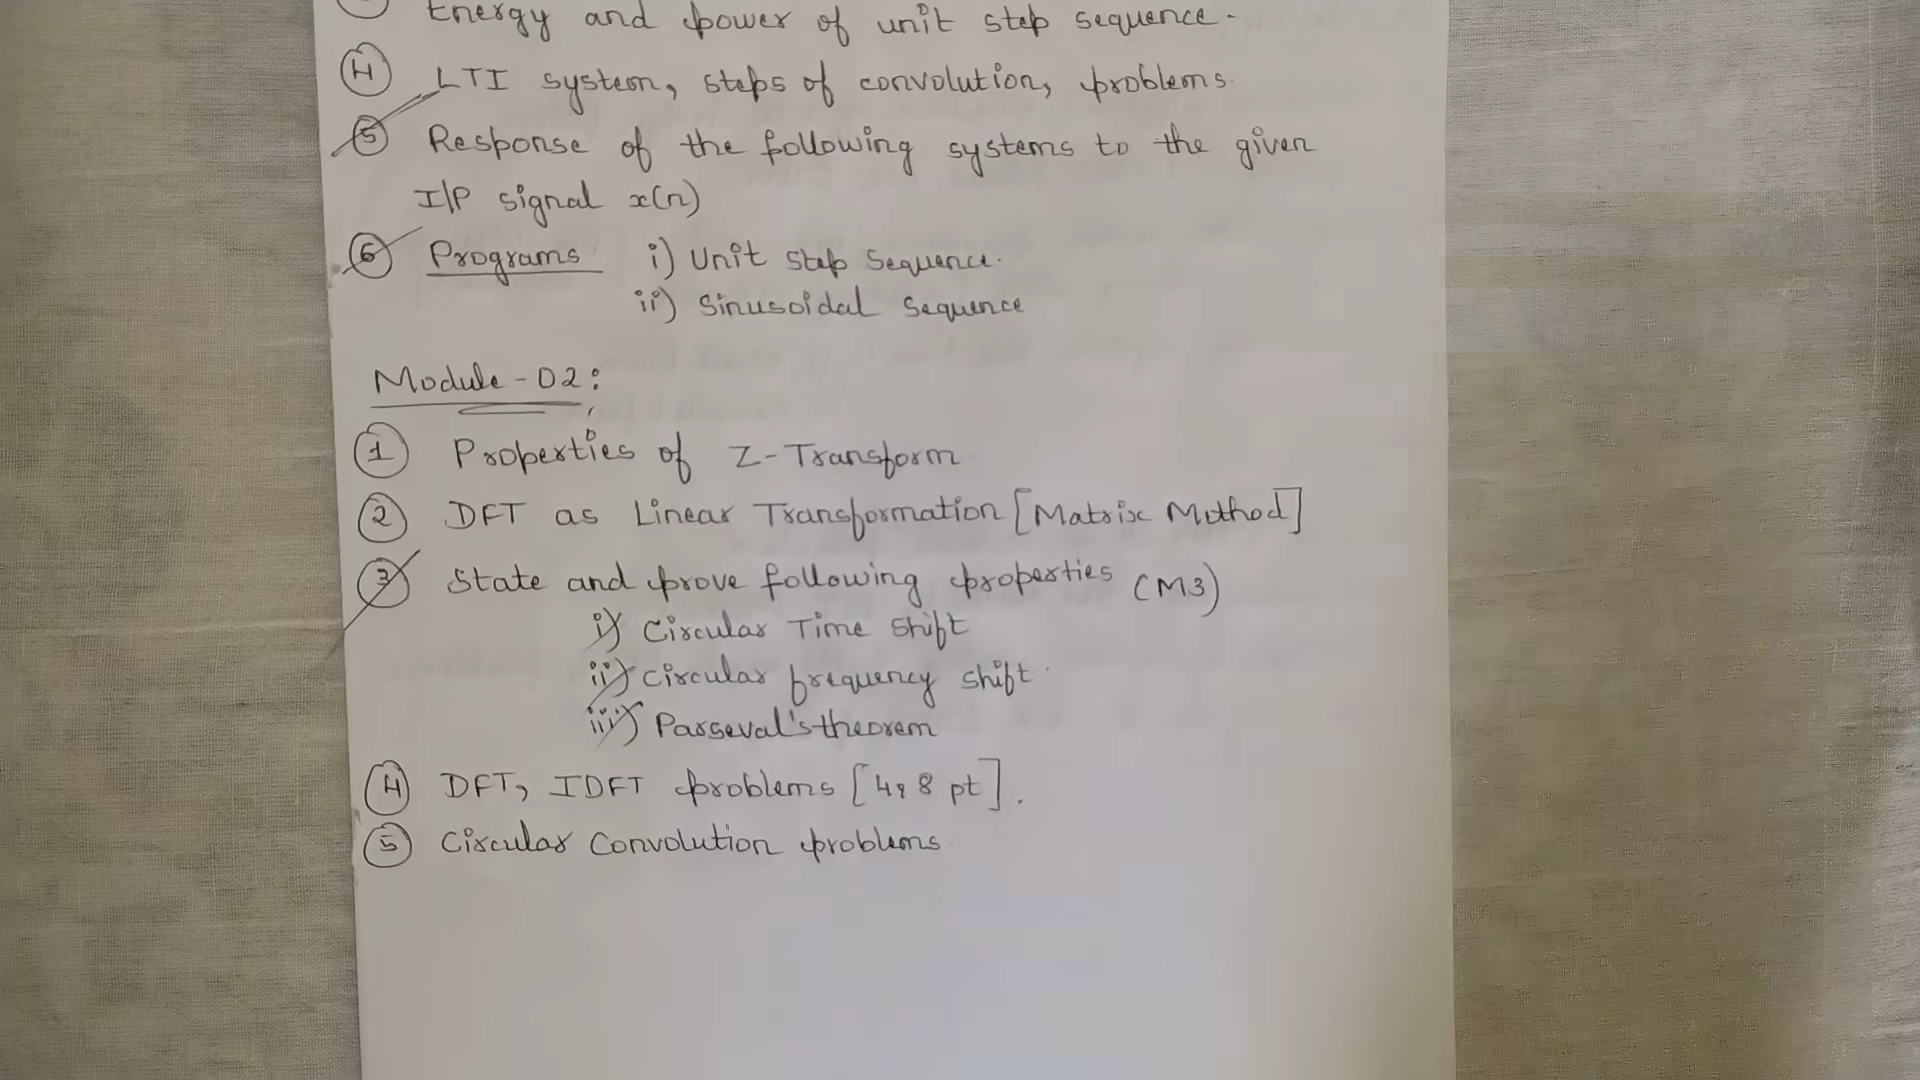 Energy and power of unit step sequence.
4 LTI system, steps of convolution, problems.
5 Response of the following systems to the given
I/P signal x(n)
6 Programs i) Unit step sequence.
ii) Sinusoidal sequence
Module-02:
1 Properties of Z-Transform
2 DFT as Linear Transformation [Matrix Method]
3 State and prove following properties (M3)
i) Circular Time shift
ii) Circular frequency shift
iii) Parseval's theorem
4 DFT, IDFT problems [4,8 pt].
5 Circular Convolution problems